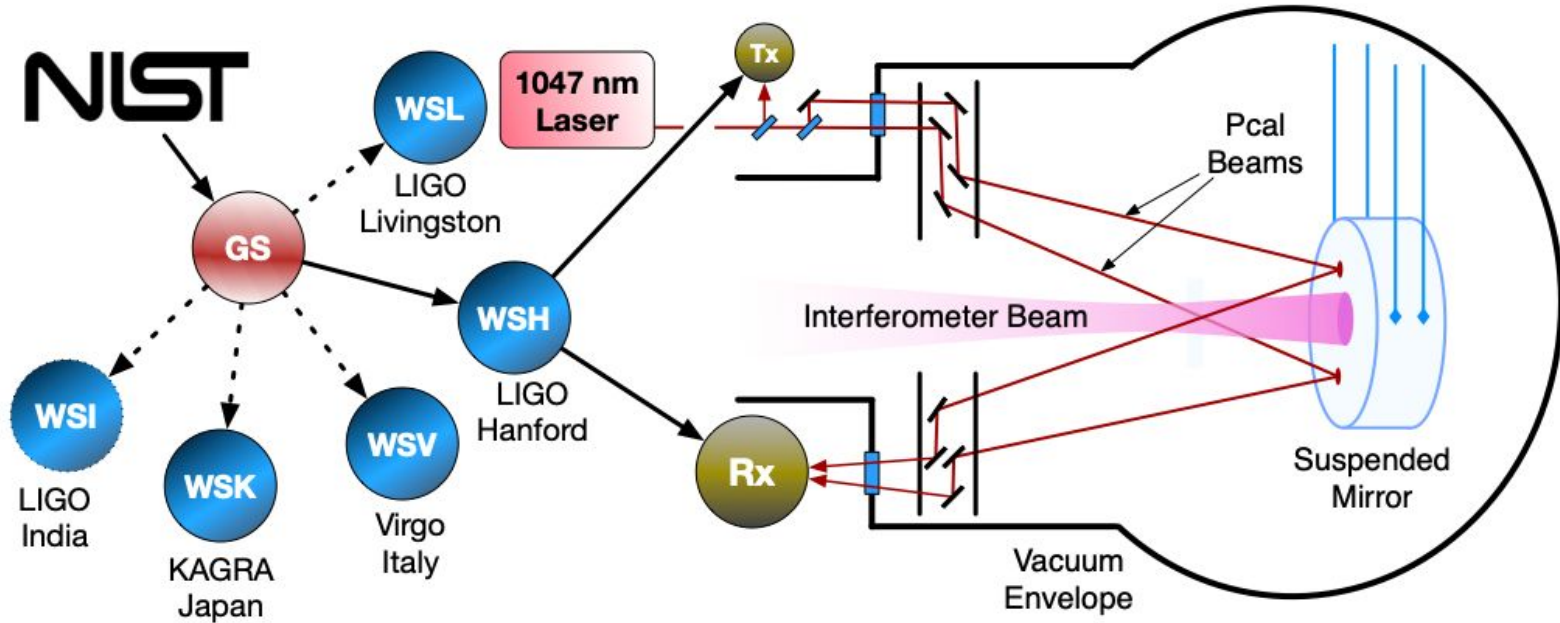 NIST
WSL
LIGO
Livingston
GS
WSH
LIGO
Hanford
WSI
LIGO
India
WSK
KAGRA
Japan
WSV
Virgo
Italy
1047 nm
Laser
Tx
Rx
Pcal
Beams
Interferometer Beam
Suspended
Mirror
Vacuum
Envelope